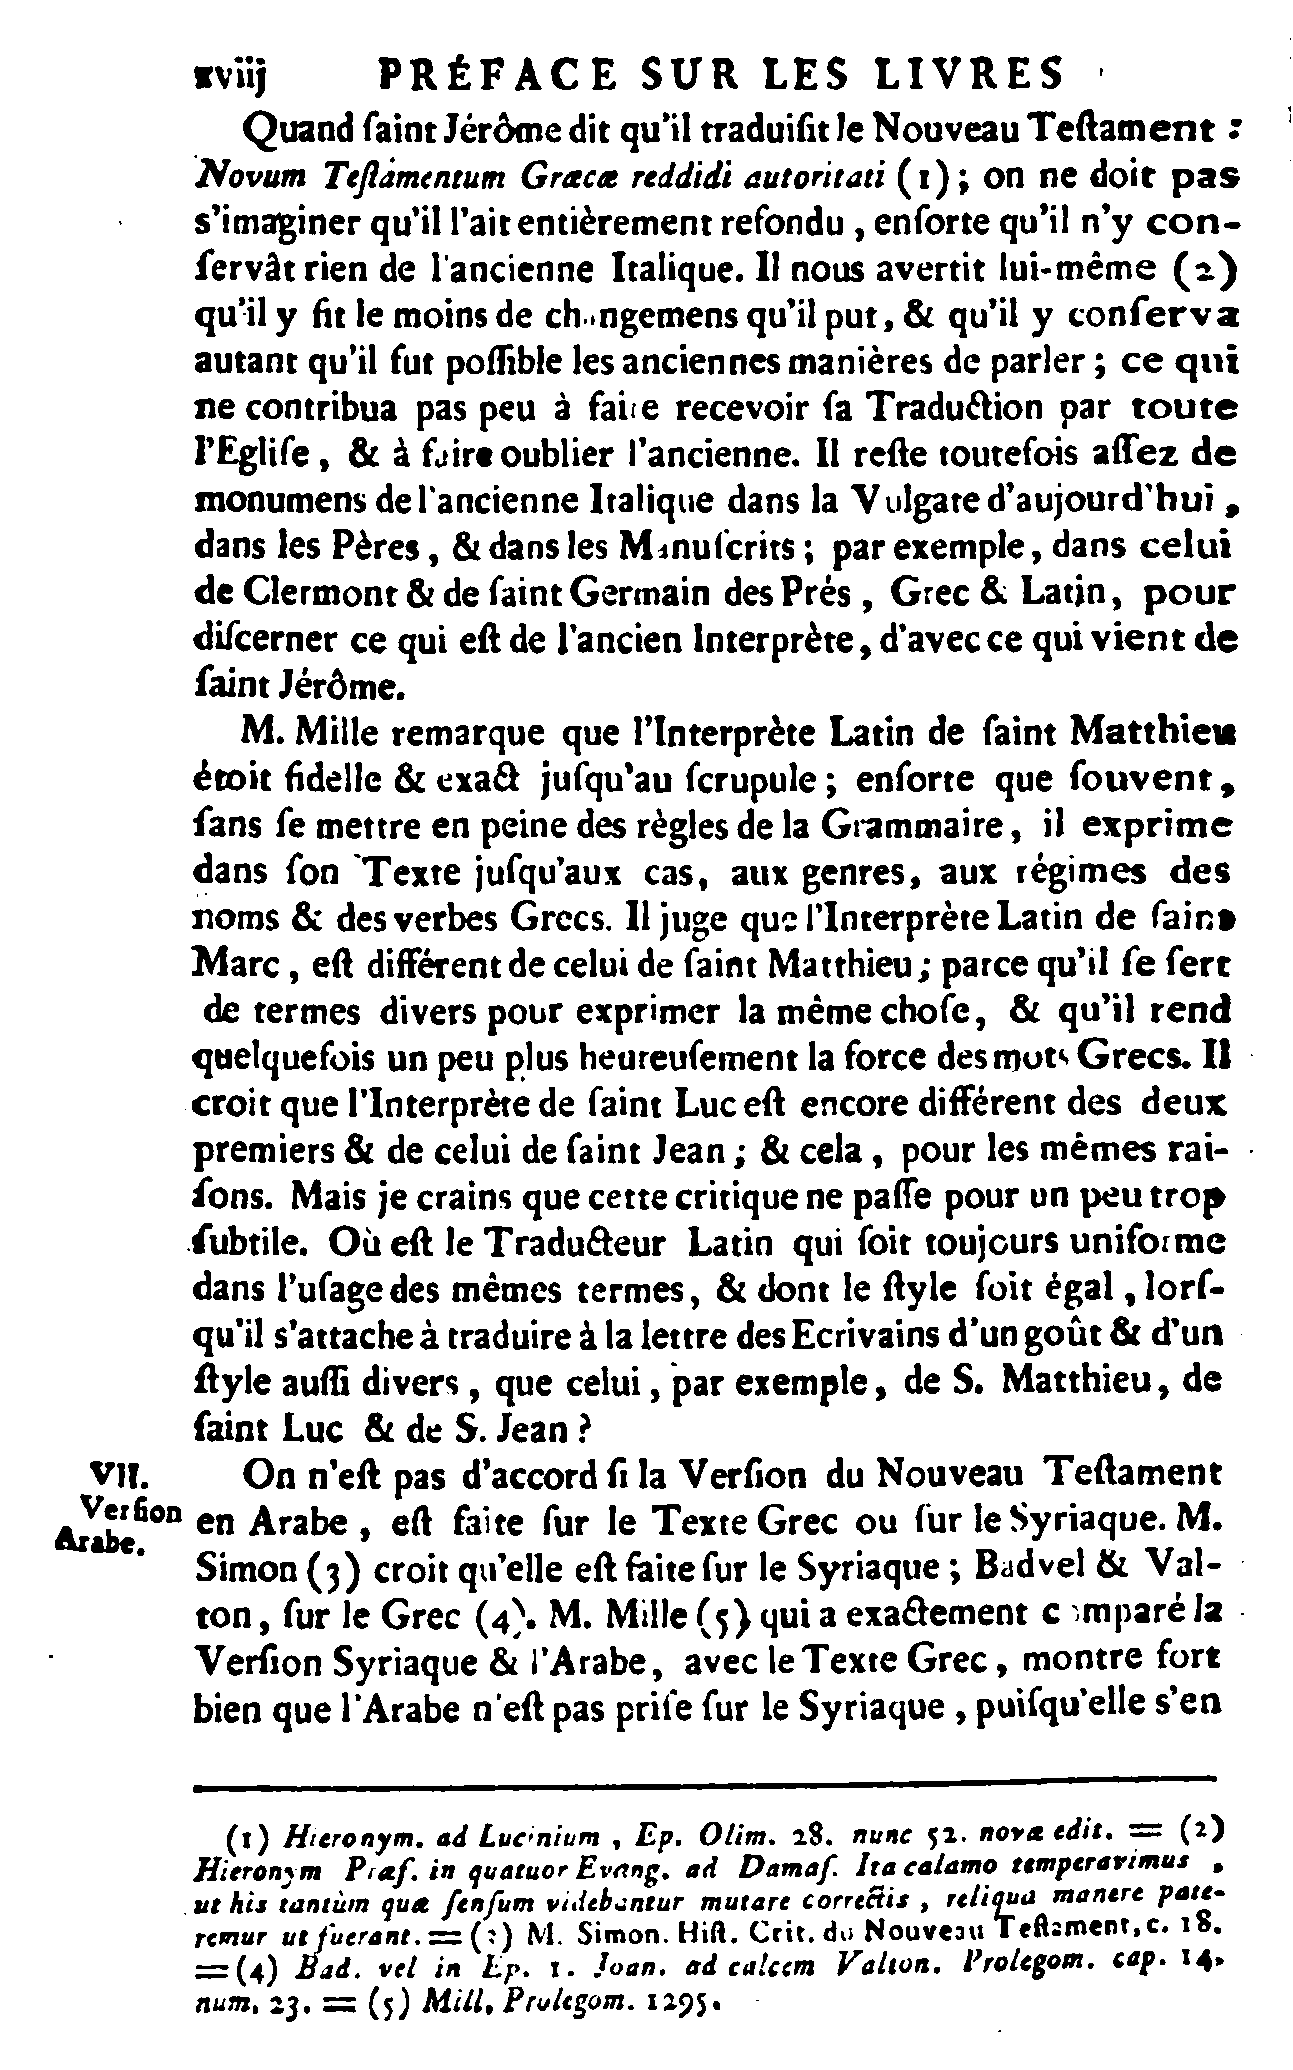 xviij PRÉFACE SUR LES LIVRES
Quand ſaint Jérôme dit qu'il traduiſit le Nouveau Teſtament :
Novum Teſtamentum Græcæ reddidi autoritati (1) ; on ne doit pas
s'imaginer qu'il l'ait entièrement refondu , enſorte qu'il n'y con-
ſervât rien de l'ancienne Italique. Il nous avertit lui-même (2)
qu'il y fit le moins de changemens qu'il put, & qu'il y conſerva
autant qu'il fut poſſible les anciennes manières de parler ; ce qui
ne contribua pas peu à faire recevoir ſa Traduction par toute
l'Egliſe, & à faire oublier l'ancienne. Il reſte toutefois aſſez de
monumens de l'ancienne Italique dans la Vulgate d'aujourd'hui ,
dans les Pères, & dans les Manuſcrits ; par exemple, dans celui
de Clermont & de ſaint Germain des Prés , Grec & Latin, pour
diſcerner ce qui eſt de l'ancien Interprète, d'avec ce qui vient de
ſaint Jérôme.
M. Mille remarque que l'Interprète Latin de ſaint Matthieu
étoit fidelle & exact juſqu'au ſcrupule ; enſorte que ſouvent,
ſans ſe mettre en peine des règles de la Grammaire, il exprime
dans ſon Texte juſqu'aux cas, aux genres, aux régimes des
noms & des verbes Grecs. Il juge que l'Interprète Latin de ſaint
Marc , eſt différent de celui de ſaint Matthieu ; parce qu'il ſe ſert
de termes divers pour exprimer la même choſe, & qu'il rend
quelquefois un peu plus heureuſement la force des mots Grecs. Il
croit que l'Interprète de ſaint Luc eſt encore différent des deux
premiers & de celui de ſaint Jean ; & cela , pour les mêmes rai-
ſons. Mais je crains que cette critique ne paſſe pour un peu trop
ſubtile. Où eſt le Traducteur Latin qui ſoit toujours uniforme
dans l'uſage des mêmes termes, & dont le ſtyle ſoit égal , lorſ-
qu'il s'attache à traduire à la lettre des Ecrivains d'un goût & d'un
ſtyle auſſi divers , que celui , par exemple, de S. Matthieu, de
ſaint Luc & de S. Jean ?
VII.
Verſion
Arabe.
On n'eſt pas d'accord ſi la Verſion du Nouveau Teſtament
en Arabe , eſt faite ſur le Texte Grec ou ſur le Syriaque. M.
Simon (3) croit qu'elle eſt faite ſur le Syriaque ; Badvel & Val-
ton, ſur le Grec (4). M. Mille (5) qui a exactement comparé la
Verſion Syriaque & l'Arabe, avec le Texte Grec , montre fort
bien que l'Arabe n'eſt pas priſe ſur le Syriaque , puiſqu'elle s'en
(1) Hieronym. ad Lucinium , Ep. Olim. 28. nunc 52. novæ edit. = (2)
Hieronym Præf. in quatuor Evang. ad Damaſ. Ita calamo temperavimus ,
ut his tantùm quæ ſenſum videbantur mutare correctis , reliqua manere pate-
remur ut fuerant. = (3) M. Simon. Hiſt. Crit. du Nouveau Teſtament, c. 18.
= (4) Bad. vel in Ep. 1. Joan. ad calcem Valton. Prolegom. cap. 14.
num. 23. = (5) Mill, Prolegom. 1295.